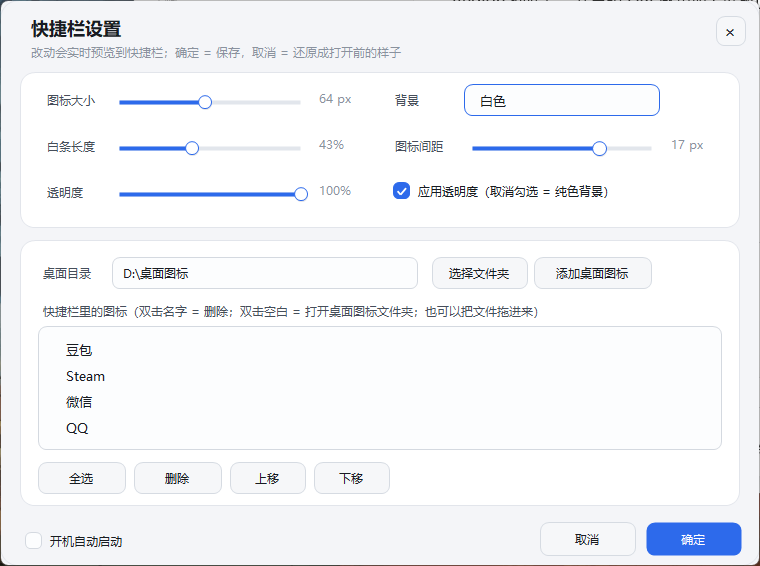 快捷栏设置
改动会实时预览到快捷栏；确定 = 保存，取消 = 还原成打开前的样子
图标大小 64 px 背景 白色
白条长度 43% 图标间距 17 px
透明度 100% 应用透明度（取消勾选 = 纯色背景）
桌面目录 D:\桌面图标 选择文件夹 添加桌面图标
快捷栏里的图标（双击名字 = 删除；双击空白 = 打开桌面图标文件夹；也可以把文件拖进来）
豆包
Steam
微信
QQ
全选 删除 上移 下移
开机自动启动 取消 确定